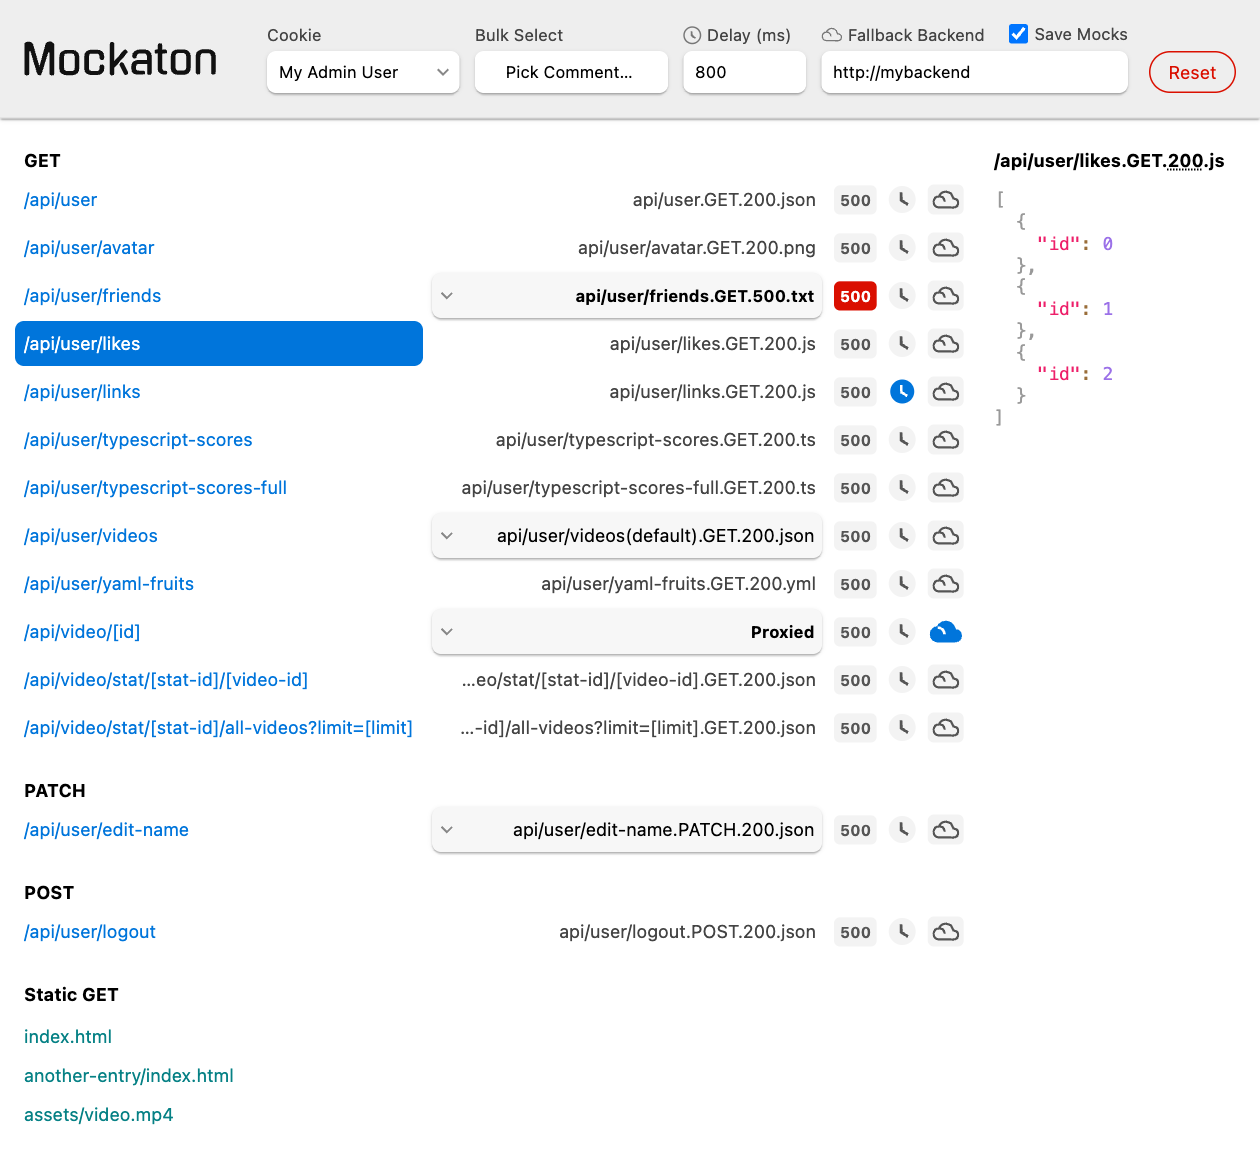 Mockaton
Cookie
My Admin User
Bulk Select
Pick Comment...
Delay (ms)
800
Fallback Backend
http://mybackend
Save Mocks
Reset
GET
/api/user api/user.GET.200.json 500
/api/user/avatar api/user/avatar.GET.200.png 500
/api/user/friends api/user/friends.GET.500.txt 500
/api/user/likes api/user/likes.GET.200.js 500
/api/user/links api/user/links.GET.200.js 500
/api/user/typescript-scores api/user/typescript-scores.GET.200.ts 500
/api/user/typescript-scores-full api/user/typescript-scores-full.GET.200.ts 500
/api/user/videos api/user/videos(default).GET.200.json 500
/api/user/yaml-fruits api/user/yaml-fruits.GET.200.yml 500
/api/video/[id] Proxied 500
/api/video/stat/[stat-id]/[video-id] ...eo/stat/[stat-id]/[video-id].GET.200.json 500
/api/video/stat/[stat-id]/all-videos?limit=[limit] ...-id]/all-videos?limit=[limit].GET.200.json 500
PATCH
/api/user/edit-name api/user/edit-name.PATCH.200.json 500
POST
/api/user/logout api/user/logout.POST.200.json 500
Static GET
index.html
another-entry/index.html
assets/video.mp4
/api/user/likes.GET.200.js
[
{
"id": 0
},
{
"id": 1
},
{
"id": 2
}
]